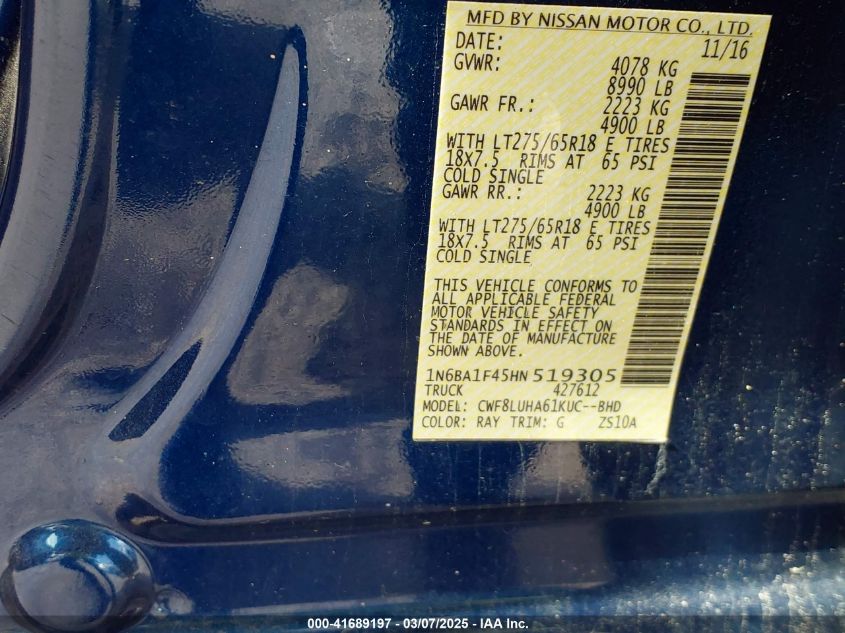 MFD BY NISSAN MOTOR CO., LTD.
DATE: 11/16
GVWR: 4078 KG
8990 LB
GAWR FR.: 2223 KG
4900 LB
WITH LT275/65R18 E TIRES
18X7.5 RIMS AT 65 PSI
COLD SINGLE
GAWR RR.: 2223 KG
4900 LB
WITH LT275/65R18 E TIRES
18X7.5 RIMS AT 65 PSI
COLD SINGLE
THIS VEHICLE CONFORMS TO
ALL APPLICABLE FEDERAL
MOTOR VEHICLE SAFETY
STANDARDS IN EFFECT ON
THE DATE OF MANUFACTURE
SHOWN ABOVE.
1N6BA1F45HN519305
TRUCK 427612
MODEL: CWF8LUHA61KUC--BHD
COLOR: RAY TRIM: G ZS10A
000-41689197 - 03/07/2025 - IAA Inc.